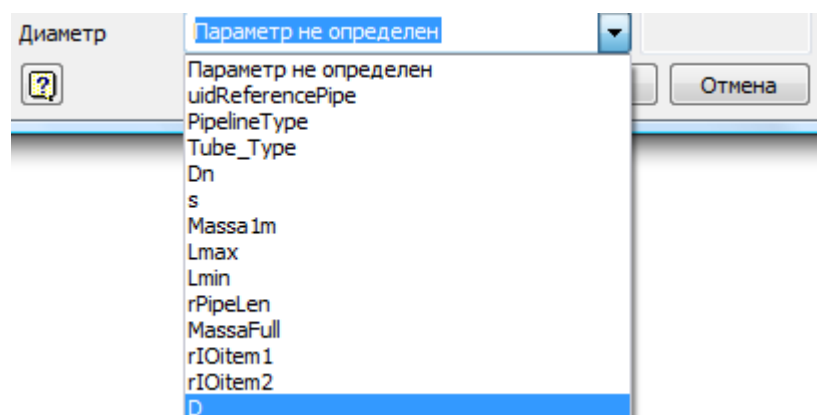 Диаметр Параметр не определен
Параметр не определен
uidReferencePipe
PipelineType
Tube_Type
Dn
s
Massa1m
Lmax
Lmin
rPipeLen
MassaFull
rIOitem1
rIOitem2
D
? Отмена